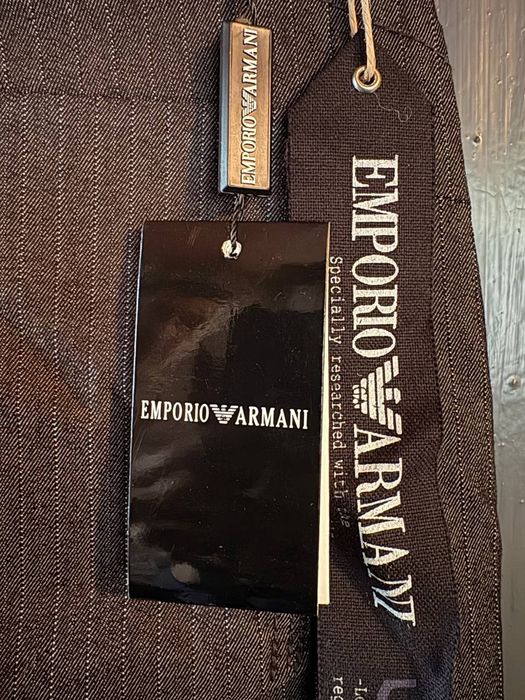 EMPORIO ARMANI
EMPORIO ARMANI
EMPORIO ARMANI
Specially researched with